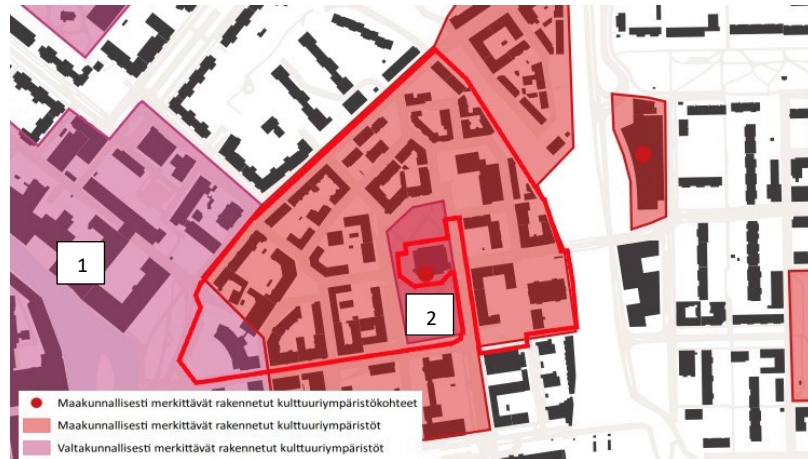 1
2
Maakunnallisesti merkittävät rakennetut kulttuuriympäristökohteet
Maakunnallisesti merkittävät rakennetut kulttuuriympäristöt
Valtakunnallisesti merkittävät rakennetut kulttuuriympäristöt